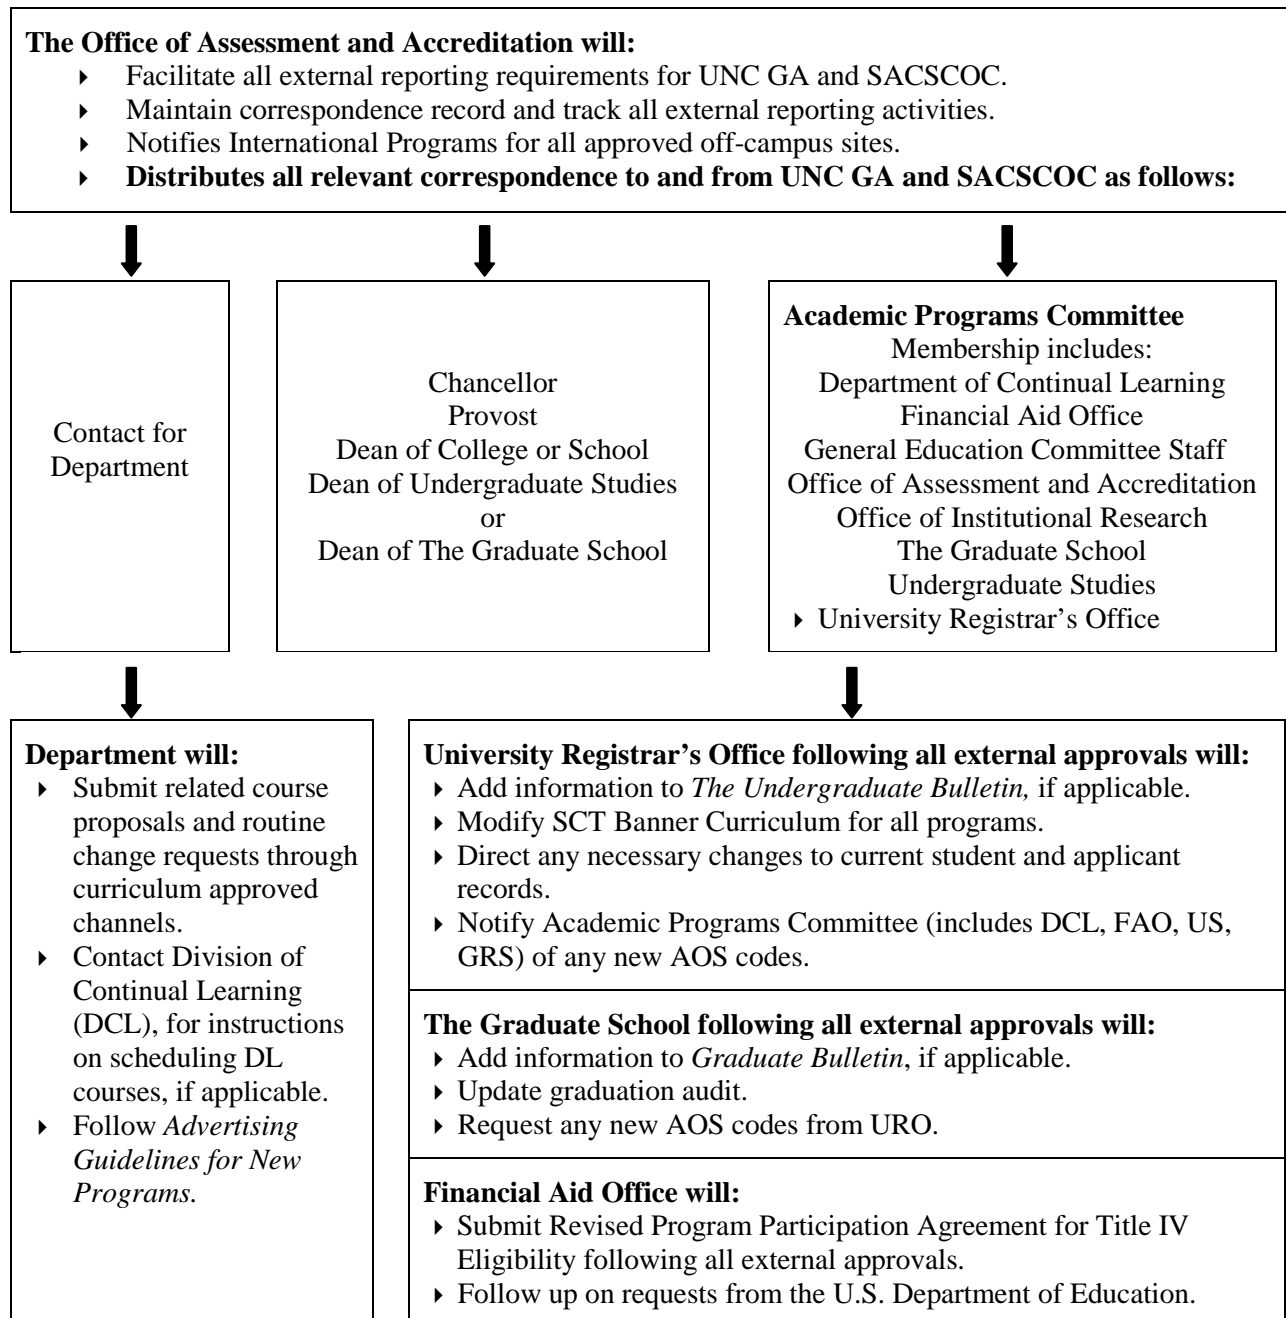 The Office of Assessment and Accreditation will:
Facilitate all external reporting requirements for UNC GA and SACSCOC.
Maintain correspondence record and track all external reporting activities.
Notifies International Programs for all approved off-campus sites.
Distributes all relevant correspondence to and from UNC GA and SACSCOC as follows:
Contact for
Department
Chancellor
Provost
Dean of College or School
Dean of Undergraduate Studies
or
Dean of The Graduate School
Academic Programs Committee
Membership includes:
Department of Continual Learning
Financial Aid Office
General Education Committee Staff
Office of Assessment and Accreditation
Office of Institutional Research
The Graduate School
Undergraduate Studies
University Registrar's Office
Department will:
Submit related course
proposals and routine
change requests through
curriculum approved
channels.
Contact Division of
Continual Learning
(DCL), for instructions
on scheduling DL
courses, if applicable.
Follow Advertising
Guidelines for New
Programs.
University Registrar's Office following all external approvals will:
Add information to The Undergraduate Bulletin, if applicable.
Modify SCT Banner Curriculum for all programs.
Direct any necessary changes to current student and applicant
records.
Notify Academic Programs Committee (includes DCL, FAO, US,
GRS) of any new AOS codes.
The Graduate School following all external approvals will:
Add information to Graduate Bulletin, if applicable.
Update graduation audit.
Request any new AOS codes from URO.
Financial Aid Office will:
Submit Revised Program Participation Agreement for Title IV
Eligibility following all external approvals.
Follow up on requests from the U.S. Department of Education.